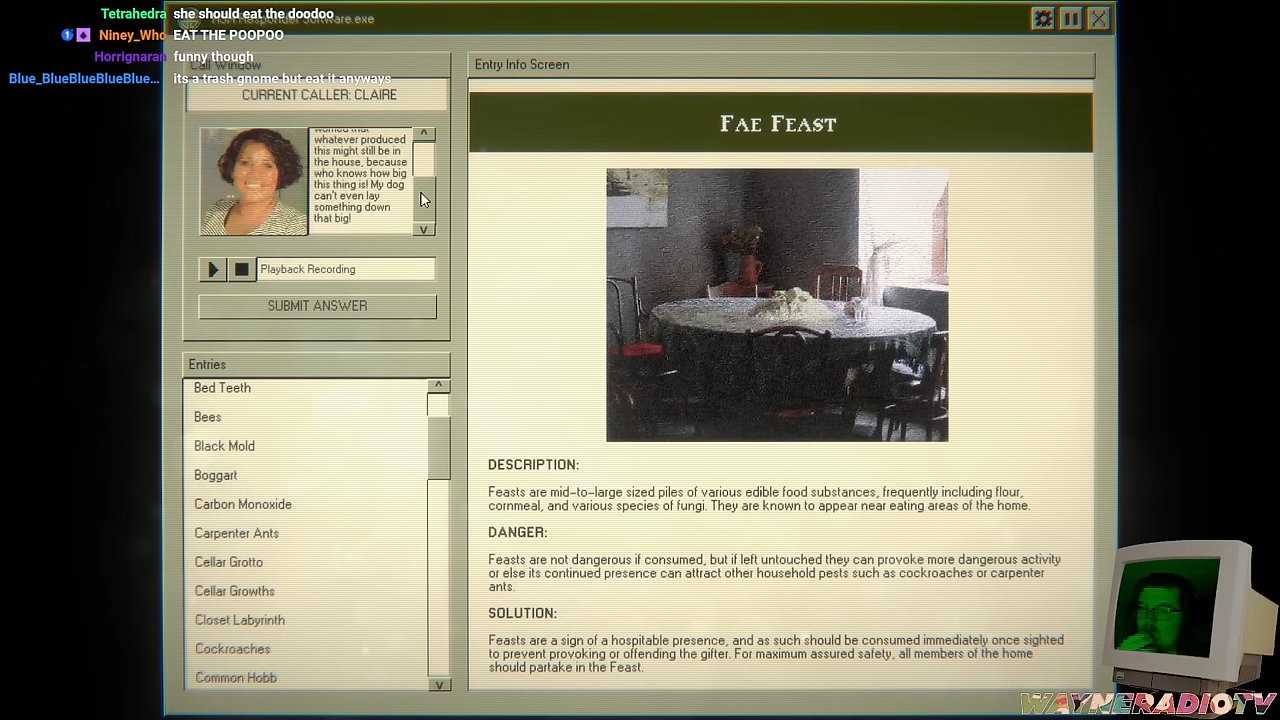 Tetrahedra she should eat the doodoo
Niney_Who EAT THE POOPOO
Horrignaran funny though
Blue_BlueBlueBlueBlue... its a trash gnome but eat it anyways
Responder Software.exe
Call Window
CURRENT CALLER: CLAIRE
worried that
whatever produced
this might still be in
the house, because
who knows how big
this thing is! My dog
can't even lay
something down
that big!
Playback Recording
SUBMIT ANSWER
Entries
Bed Teeth
Bees
Black Mold
Boggart
Carbon Monoxide
Carpenter Ants
Cellar Grotto
Cellar Growths
Closet Labyrinth
Cockroaches
Common Hobb
Entry Info Screen
FAE FEAST
DESCRIPTION:
Feasts are mid-to-large sized piles of various edible food substances, frequently including flour,
cornmeal, and various species of fungi. They are known to appear near eating areas of the home.
DANGER:
Feasts are not dangerous if consumed, but if left untouched they can provoke more dangerous activity
or else its continued presence can attract other household pests such as cockroaches or carpenter
ants.
SOLUTION:
Feasts are a sign of a hospitable presence, and as such should be consumed immediately once sighted
to prevent provoking or offending the gifter. For maximum assured safety, all members of the home
should partake in the Feast.
WAYNERADIOTV